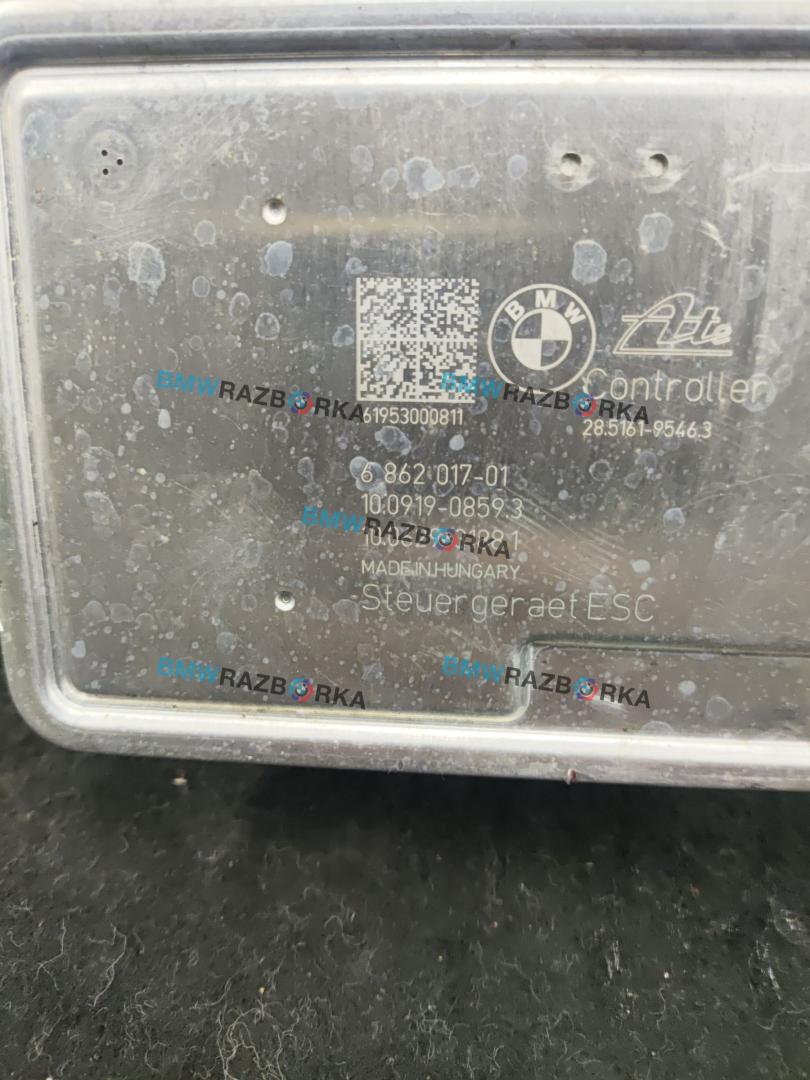 BMW
Ate
Controller
61953000811
28.5161-9546.3
6 862 017-01
10.0919-0859.3
MADE IN HUNGARY
Steuergeraet ESC
BMWRAZBORKA
BMWRAZBORKA
BMWRAZBORKA
BMWRAZBORKA
BMWRAZBORKA